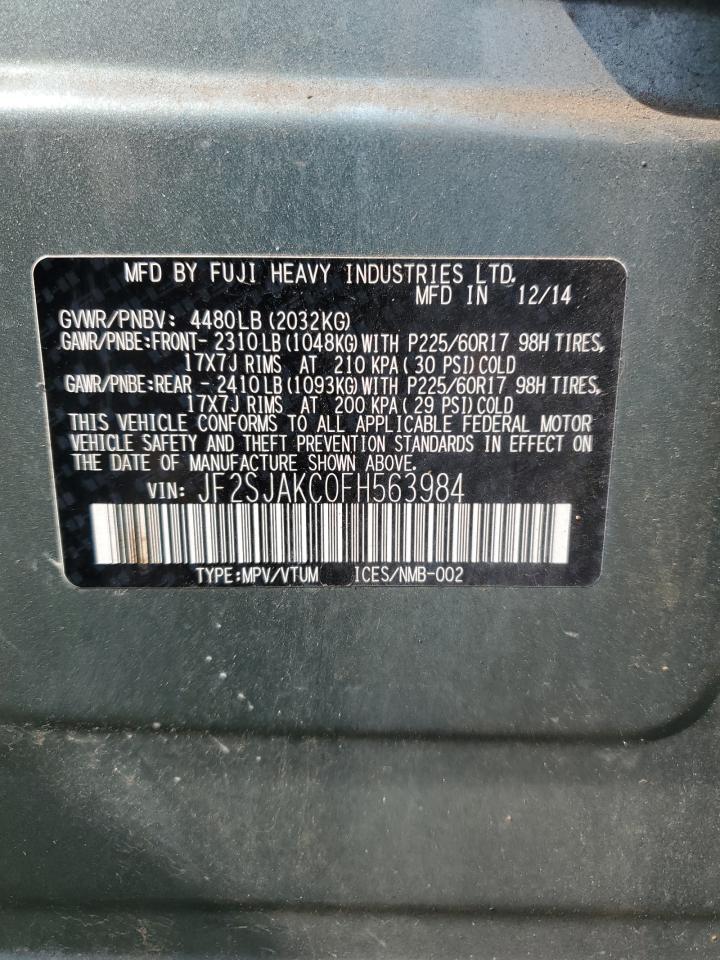 MFD BY FUJI HEAVY INDUSTRIES LTD.
MFD IN 12/14
GVWR/PNBV: 4480LB (2032KG)
GAWR/PNBE:FRONT- 2310 LB (1048KG) WITH P225/60R17 98H TIRES,
17X7J RIMS AT 210 KPA ( 30 PSI) COLD
GAWR/PNBE:REAR - 2410 LB (1093KG) WITH P225/60R17 98H TIRES,
17X7J RIMS AT 200 KPA ( 29 PSI) COLD
THIS VEHICLE CONFORMS TO ALL APPLICABLE FEDERAL MOTOR
VEHICLE SAFETY AND THEFT PREVENTION STANDARDS IN EFFECT ON
THE DATE OF MANUFACTURE SHOWN ABOVE.
VIN: JF2SJAKC0FH563984
TYPE:MPV/VTUM ICES/NMB-002